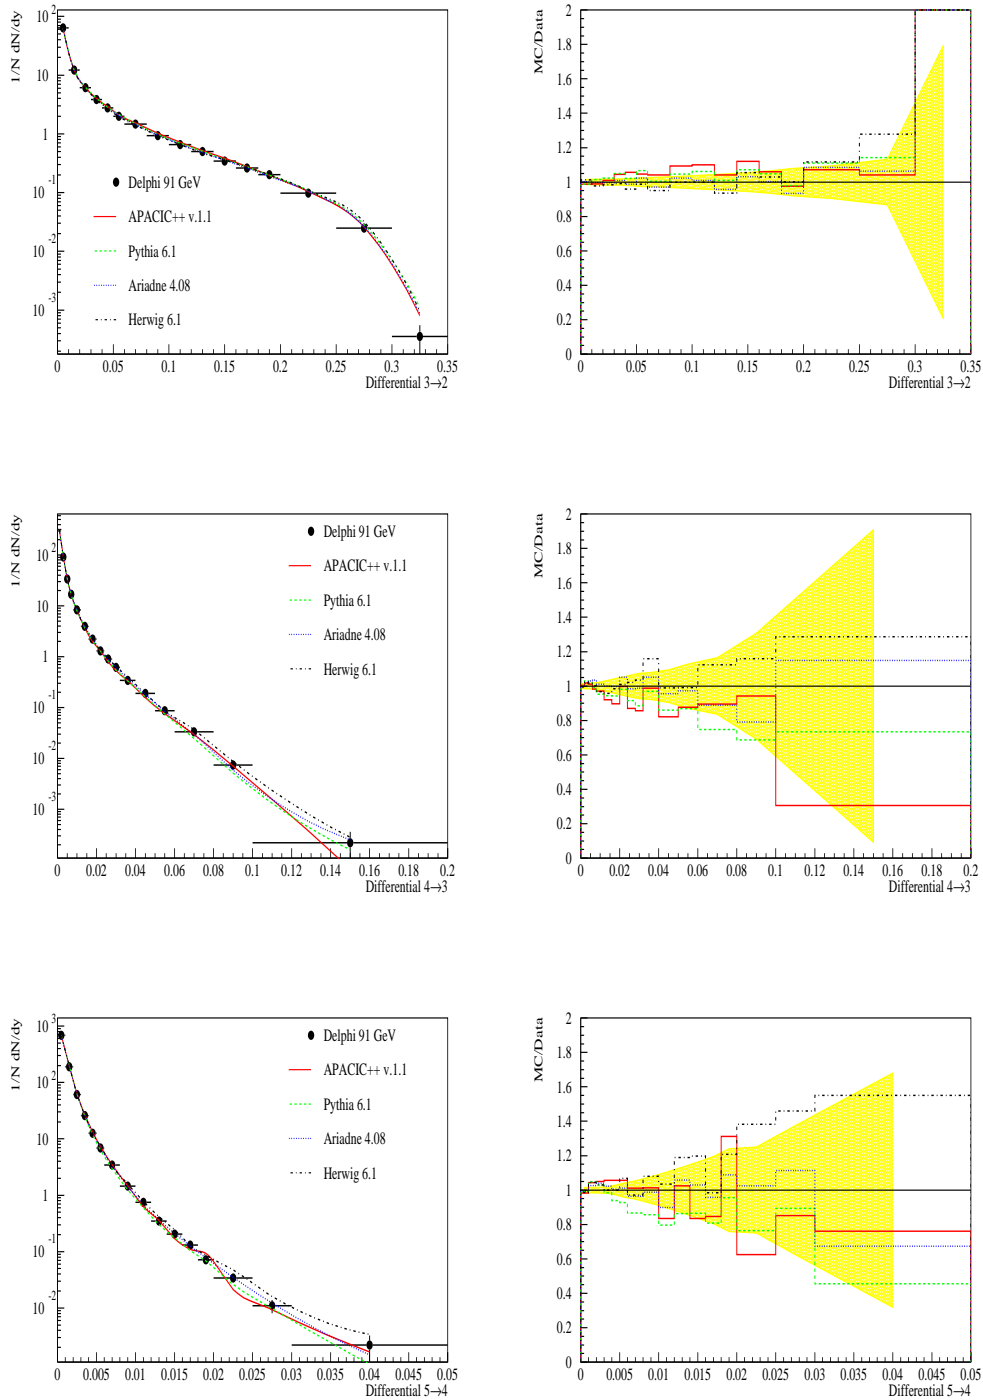 1/N dN/dy
10 2
10
1
10 -1
10 -2
10 -3
Delphi 91 GeV
APACIC++ v.1.1
Pythia 6.1
Ariadne 4.08
Herwig 6.1
0 0.05 0.1 0.15 0.2 0.25 0.3 0.35
Differential 3→2
MC/Data
2
1.8
1.6
1.4
1.2
1
0.8
0.6
0.4
0.2
0
0 0.05 0.1 0.15 0.2 0.25 0.3 0.35
Differential 3→2
1/N dN/dy
10 2
10
1
10 -1
10 -2
10 -3
Delphi 91 GeV
APACIC++ v.1.1
Pythia 6.1
Ariadne 4.08
Herwig 6.1
0 0.02 0.04 0.06 0.08 0.1 0.12 0.14 0.16 0.18 0.2
Differential 4→3
MC/Data
2
1.8
1.6
1.4
1.2
1
0.8
0.6
0.4
0.2
0
0 0.02 0.04 0.06 0.08 0.1 0.12 0.14 0.16 0.18 0.2
Differential 4→3
1/N dN/dy
10 3
10 2
10
1
10 -1
10 -2
Delphi 91 GeV
APACIC++ v.1.1
Pythia 6.1
Ariadne 4.08
Herwig 6.1
0 0.005 0.01 0.015 0.02 0.025 0.03 0.035 0.04 0.045 0.05
Differential 5→4
MC/Data
2
1.8
1.6
1.4
1.2
1
0.8
0.6
0.4
0.2
0
0 0.005 0.01 0.015 0.02 0.025 0.03 0.035 0.04 0.045 0.05
Differential 5→4